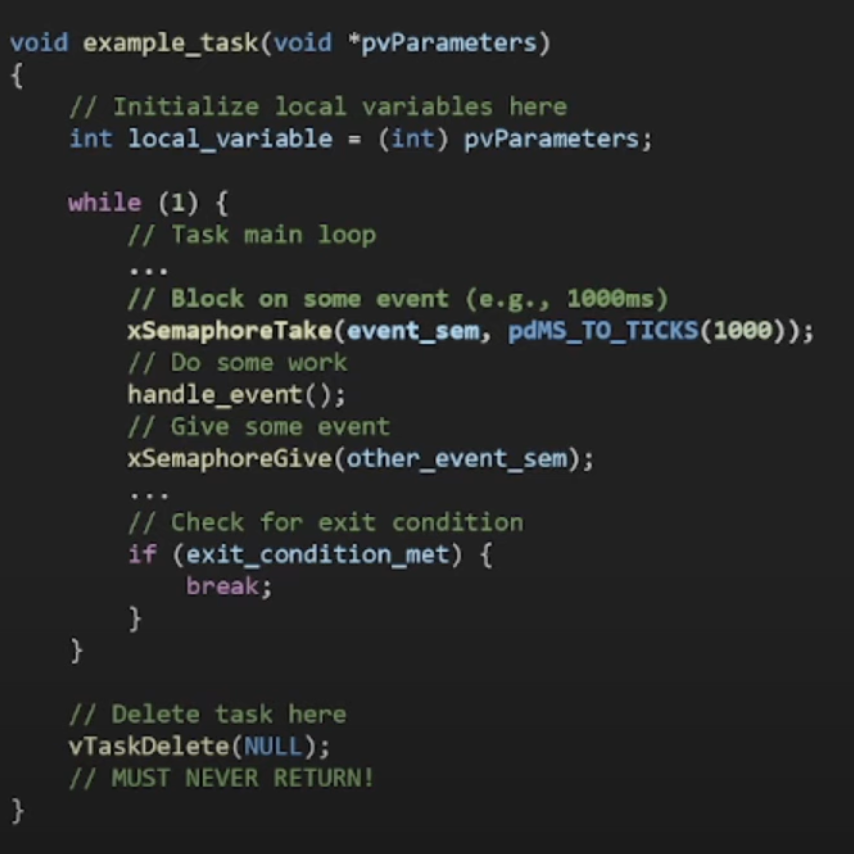 void example_task(void *pvParameters)
{
    // Initialize local variables here
    int local_variable = (int) pvParameters;

    while (1) {
        // Task main loop
        ...
        // Block on some event (e.g., 1000ms)
        xSemaphoreTake(event_sem, pdMS_TO_TICKS(1000));
        // Do some work
        handle_event();
        // Give some event
        xSemaphoreGive(other_event_sem);
        ...
        // Check for exit condition
        if (exit_condition_met) {
            break;
        }
    }

    // Delete task here
    vTaskDelete(NULL);
    // MUST NEVER RETURN!
}